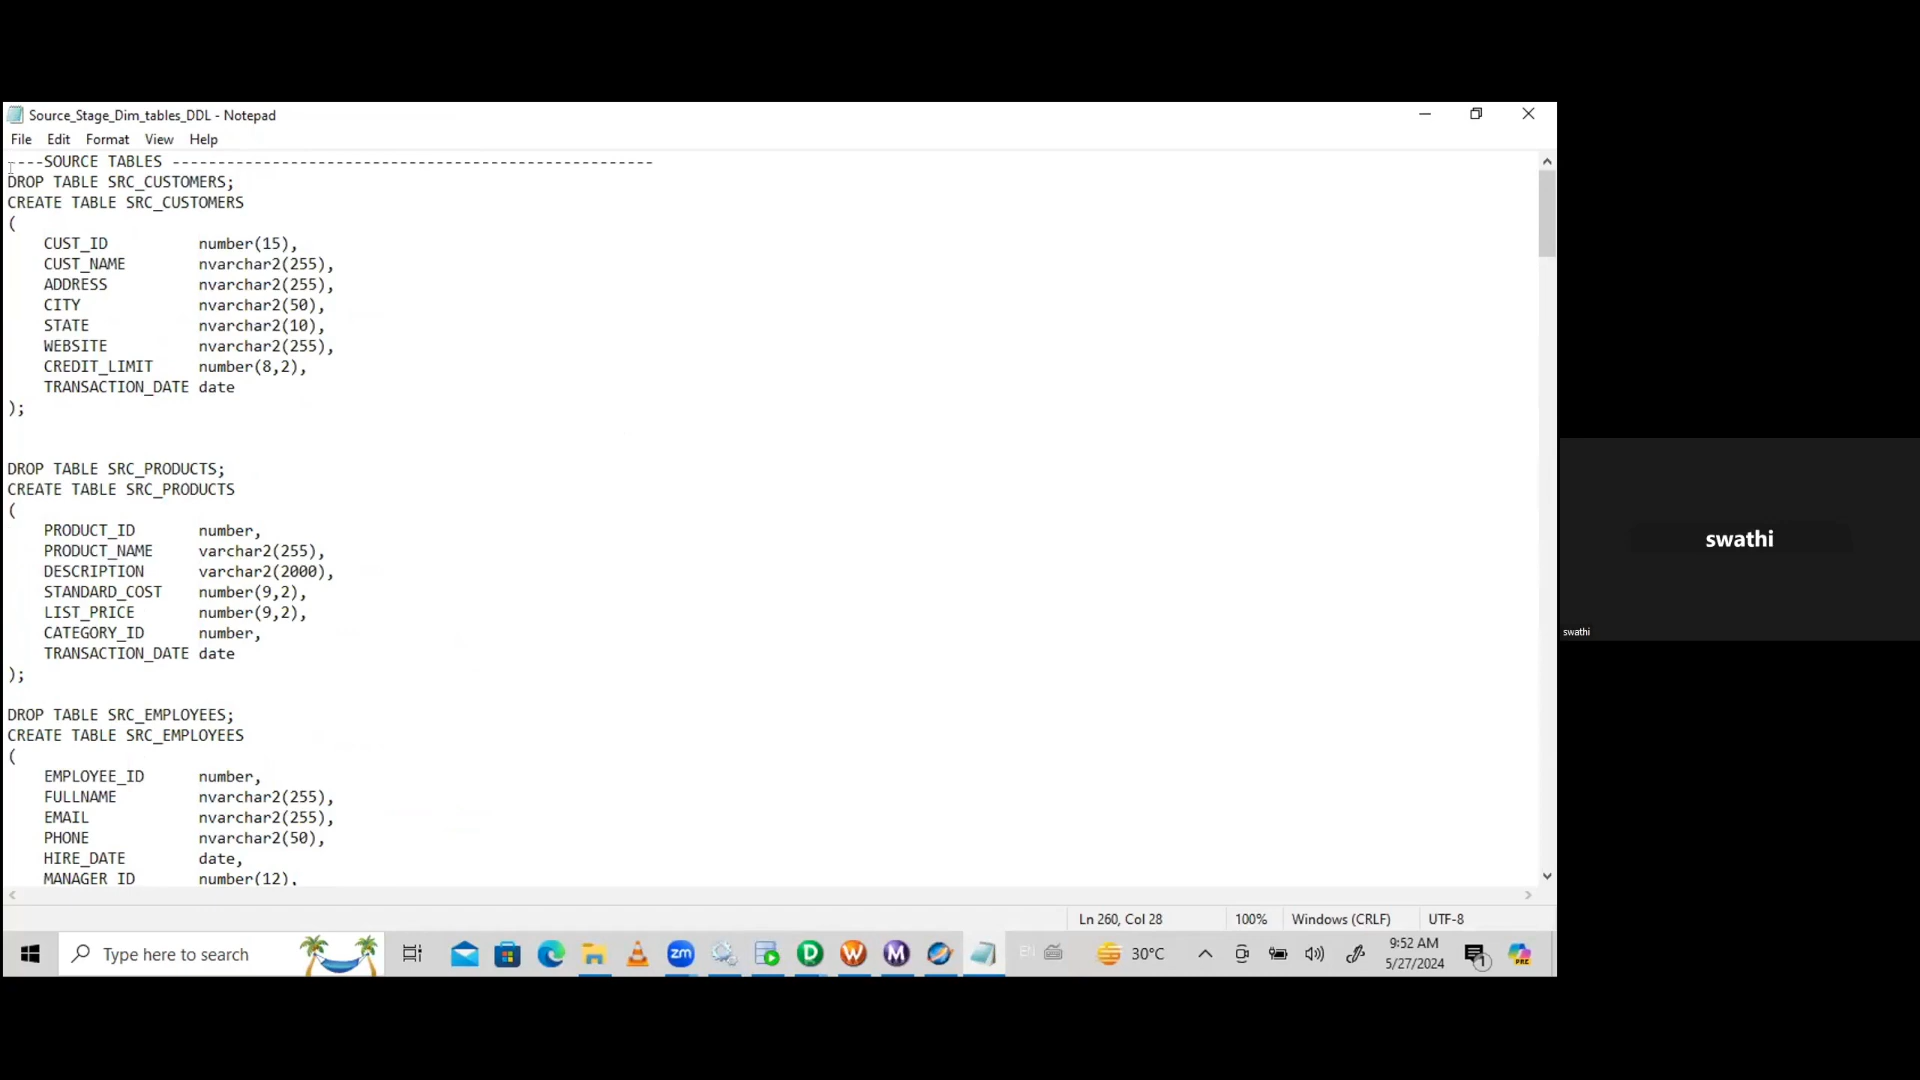 Source_Stage_Dim_tables_DDL - Notepad
File Edit Format View Help
----SOURCE TABLES -----------------------------------------------------
DROP TABLE SRC_CUSTOMERS;
CREATE TABLE SRC_CUSTOMERS
(
CUST_ID number(15),
CUST_NAME nvarchar2(255),
ADDRESS nvarchar2(255),
CITY nvarchar2(50),
STATE nvarchar2(10),
WEBSITE nvarchar2(255),
CREDIT_LIMIT number(8,2),
TRANSACTION_DATE date
);
DROP TABLE SRC_PRODUCTS;
CREATE TABLE SRC_PRODUCTS
(
PRODUCT_ID number,
PRODUCT_NAME varchar2(255),
DESCRIPTION varchar2(2000),
STANDARD_COST number(9,2),
LIST_PRICE number(9,2),
CATEGORY_ID number,
TRANSACTION_DATE date
);
DROP TABLE SRC_EMPLOYEES;
CREATE TABLE SRC_EMPLOYEES
(
EMPLOYEE_ID number,
FULLNAME nvarchar2(255),
EMAIL nvarchar2(255),
PHONE nvarchar2(50),
HIRE_DATE date,
MANAGER_ID number(12),
Ln 260, Col 28 100% Windows (CRLF) UTF-8
Type here to search zm D W M EN 30°C 9:52 AM 1 PRE
5/27/2024
swathi
swathi